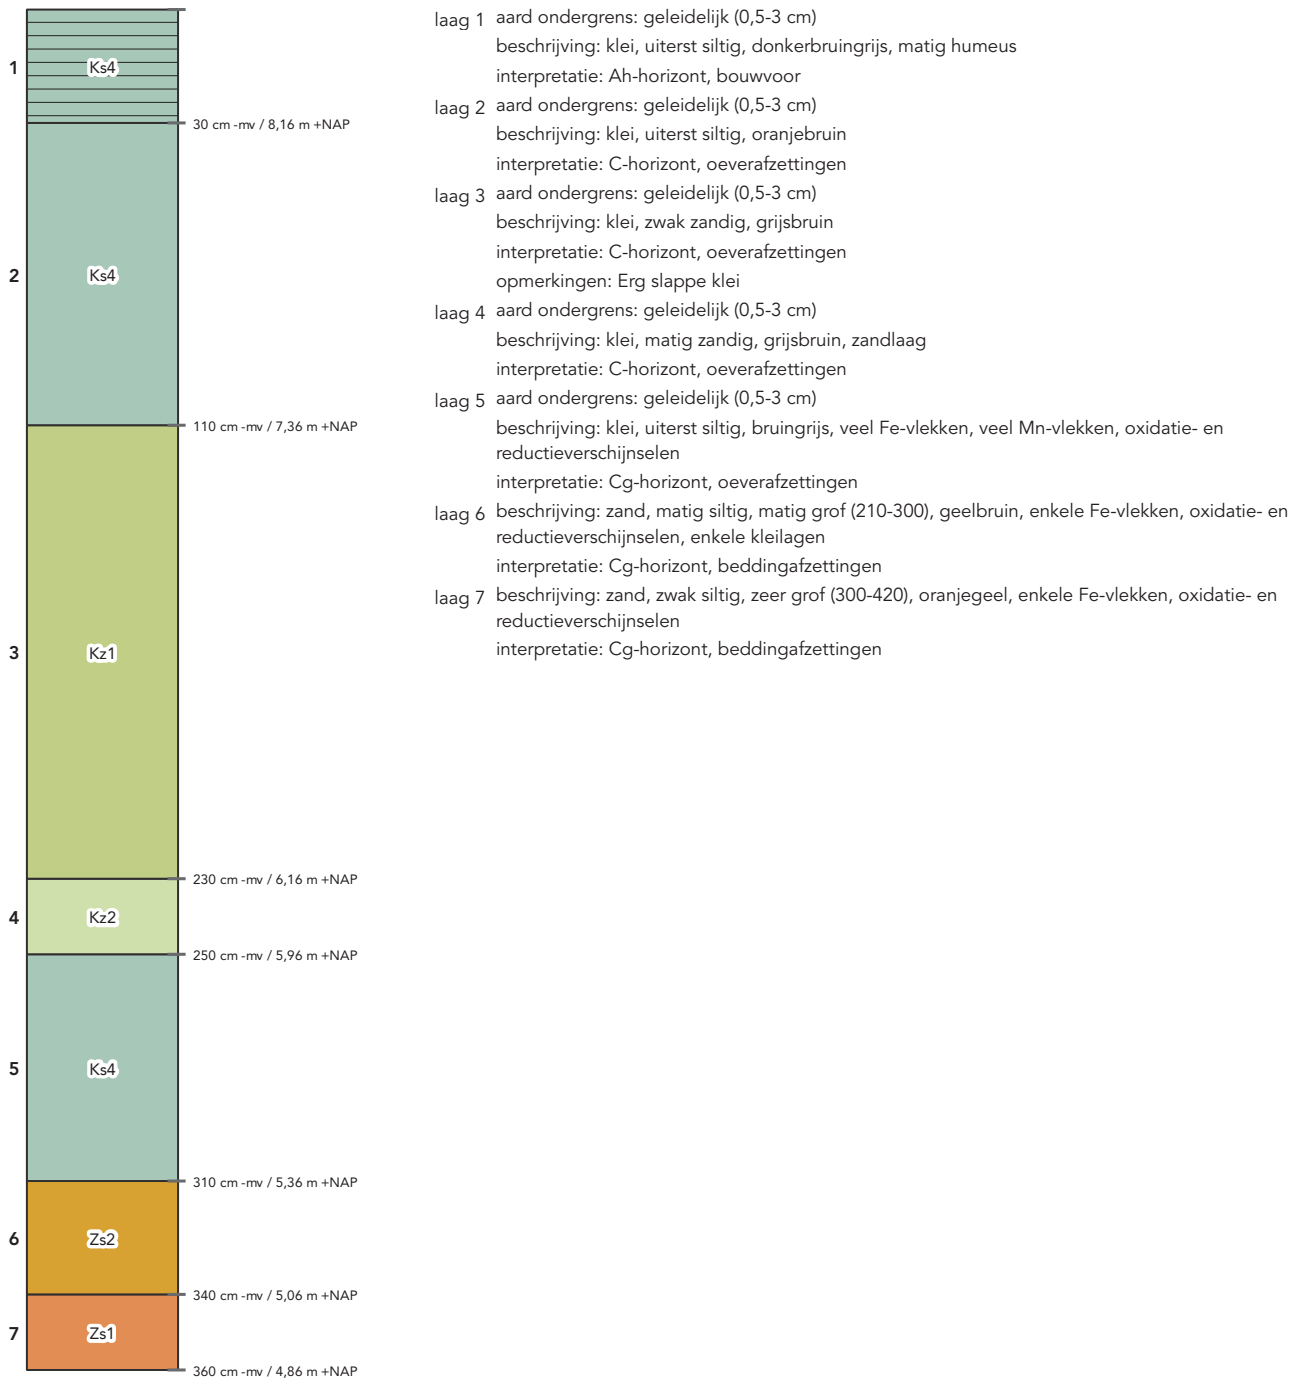 1
Ks4
30 cm -mv / 8,16 m +NAP
2
Ks4
110 cm -mv / 7,36 m +NAP
3
Kz1
230 cm -mv / 6,16 m +NAP
4
Kz2
250 cm -mv / 5,96 m +NAP
5
Ks4
310 cm -mv / 5,36 m +NAP
6
Zs2
340 cm -mv / 5,06 m +NAP
7
Zs1
360 cm -mv / 4,86 m +NAP
laag 1 aard ondergrens: geleidelijk (0,5-3 cm)
beschrijving: klei, uiterst siltig, donkerbruingrijs, matig humeus
interpretatie: Ah-horizont, bouwvoor
laag 2 aard ondergrens: geleidelijk (0,5-3 cm)
beschrijving: klei, uiterst siltig, oranjebruin
interpretatie: C-horizont, oeverafzettingen
laag 3 aard ondergrens: geleidelijk (0,5-3 cm)
beschrijving: klei, zwak zandig, grijsbruin
interpretatie: C-horizont, oeverafzettingen
opmerkingen: Erg slappe klei
laag 4 aard ondergrens: geleidelijk (0,5-3 cm)
beschrijving: klei, matig zandig, grijsbruin, zandlaag
interpretatie: C-horizont, oeverafzettingen
laag 5 aard ondergrens: geleidelijk (0,5-3 cm)
beschrijving: klei, uiterst siltig, bruingrijs, veel Fe-vlekken, veel Mn-vlekken, oxidatie- en
reductieverschijnselen
interpretatie: Cg-horizont, oeverafzettingen
laag 6 beschrijving: zand, matig siltig, matig grof (210-300), geelbruin, enkele Fe-vlekken, oxidatie- en
reductieverschijnselen, enkele kleilagen
interpretatie: Cg-horizont, beddingafzettingen
laag 7 beschrijving: zand, zwak siltig, zeer grof (300-420), oranjegeel, enkele Fe-vlekken, oxidatie- en
reductieverschijnselen
interpretatie: Cg-horizont, beddingafzettingen